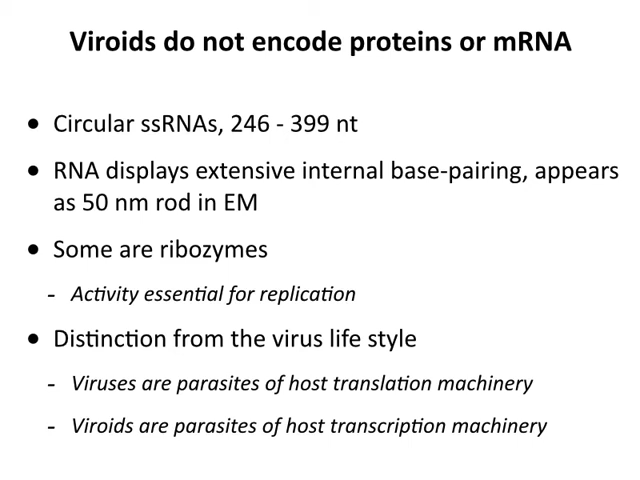 Viroids do not encode proteins or mRNA
• Circular ssRNAs, 246 - 399 nt
• RNA displays extensive internal base-pairing, appears
as 50 nm rod in EM
• Some are ribozymes
- Activity essential for replication
• Distinction from the virus life style
- Viruses are parasites of host translation machinery
- Viroids are parasites of host transcription machinery